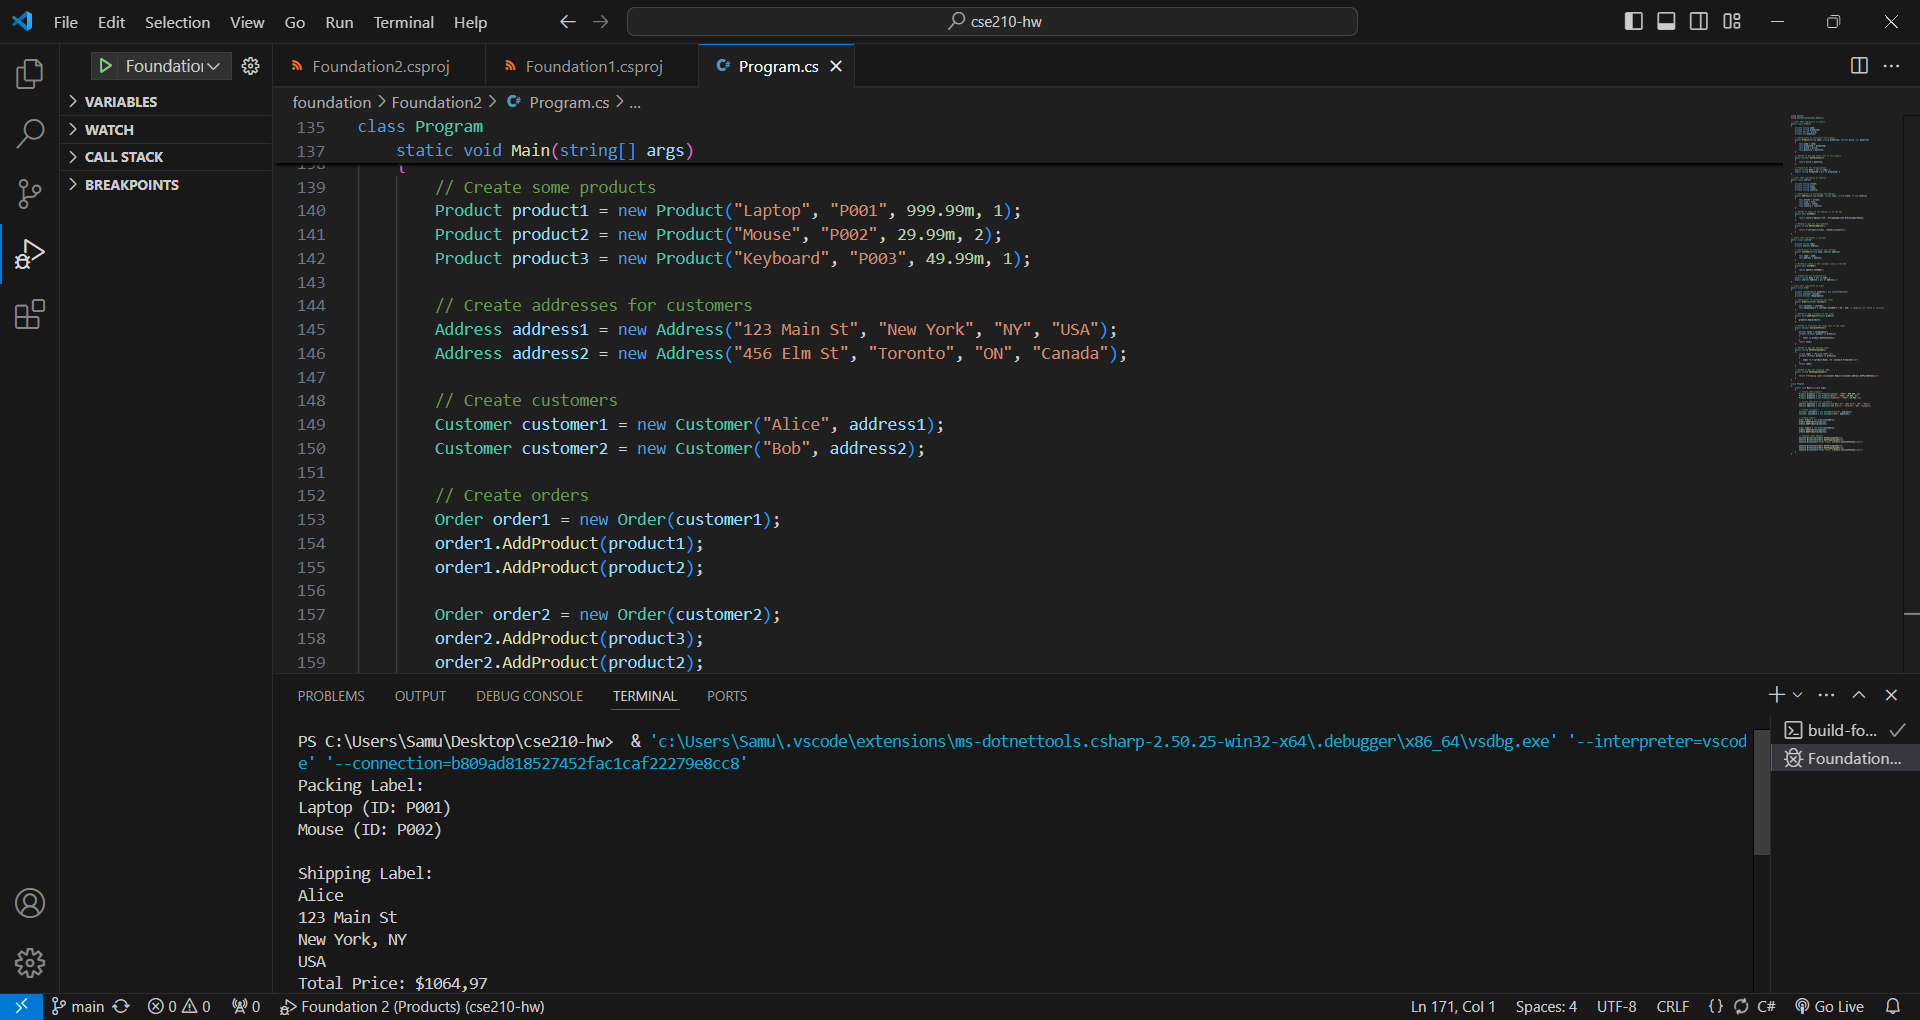 File Edit Selection View Go Run Terminal Help
cse210-hw
Foundation2.csproj Foundation1.csproj C# Program.cs
foundation > Foundation2 > C# Program.cs > ...
VARIABLES
WATCH
CALL STACK
BREAKPOINTS
135 class Program
137 static void Main(string[] args)
138 {
139 // Create some products
140 Product product1 = new Product("Laptop", "P001", 999.99m, 1);
141 Product product2 = new Product("Mouse", "P002", 29.99m, 2);
142 Product product3 = new Product("Keyboard", "P003", 49.99m, 1);
143
144 // Create addresses for customers
145 Address address1 = new Address("123 Main St", "New York", "NY", "USA");
146 Address address2 = new Address("456 Elm St", "Toronto", "ON", "Canada");
147
148 // Create customers
149 Customer customer1 = new Customer("Alice", address1);
150 Customer customer2 = new Customer("Bob", address2);
151
152 // Create orders
153 Order order1 = new Order(customer1);
154 order1.AddProduct(product1);
155 order1.AddProduct(product2);
156
157 Order order2 = new Order(customer2);
158 order2.AddProduct(product3);
159 order2.AddProduct(product2);
PROBLEMS OUTPUT DEBUG CONSOLE TERMINAL PORTS
PS C:\Users\Samu\Desktop\cse210-hw> & 'c:\Users\Samu\.vscode\extensions\ms-dotnettools.csharp-2.50.25-win32-x64\.debugger\x86_64\vsdbg.exe' '--interpreter=vscod
e' '--connection=b809ad818527452fac1caf22279e8cc8'
Packing Label:
Laptop (ID: P001)
Mouse (ID: P002)

Shipping Label:
Alice
123 Main St
New York, NY
USA
Total Price: $1064,97
build-fo...
Foundation...
main 0 0 0 Foundation 2 (Products) (cse210-hw) Ln 171, Col 1 Spaces: 4 UTF-8 CRLF {} C# Go Live